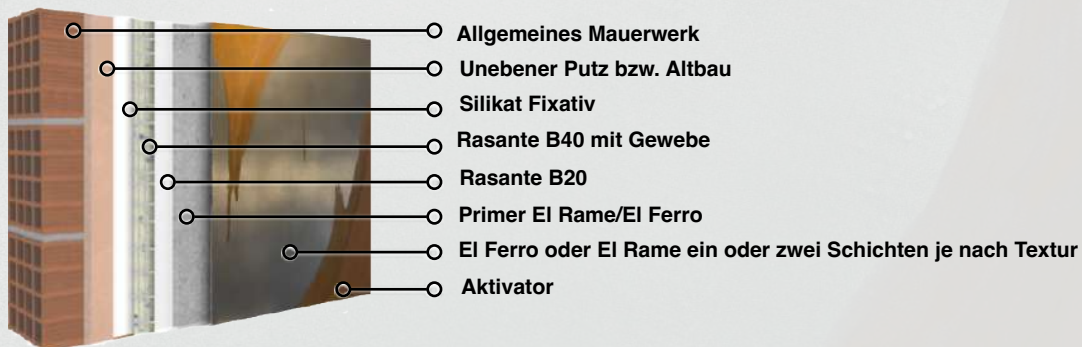 Allgemeines Mauerwerk
Unebener Putz bzw. Altbau
Silikat Fixativ
Rasante B40 mit Gewebe
Rasante B20
Primer El Rame/El Ferro
El Ferro oder El Rame ein oder zwei Schichten je nach Textur
Aktivator